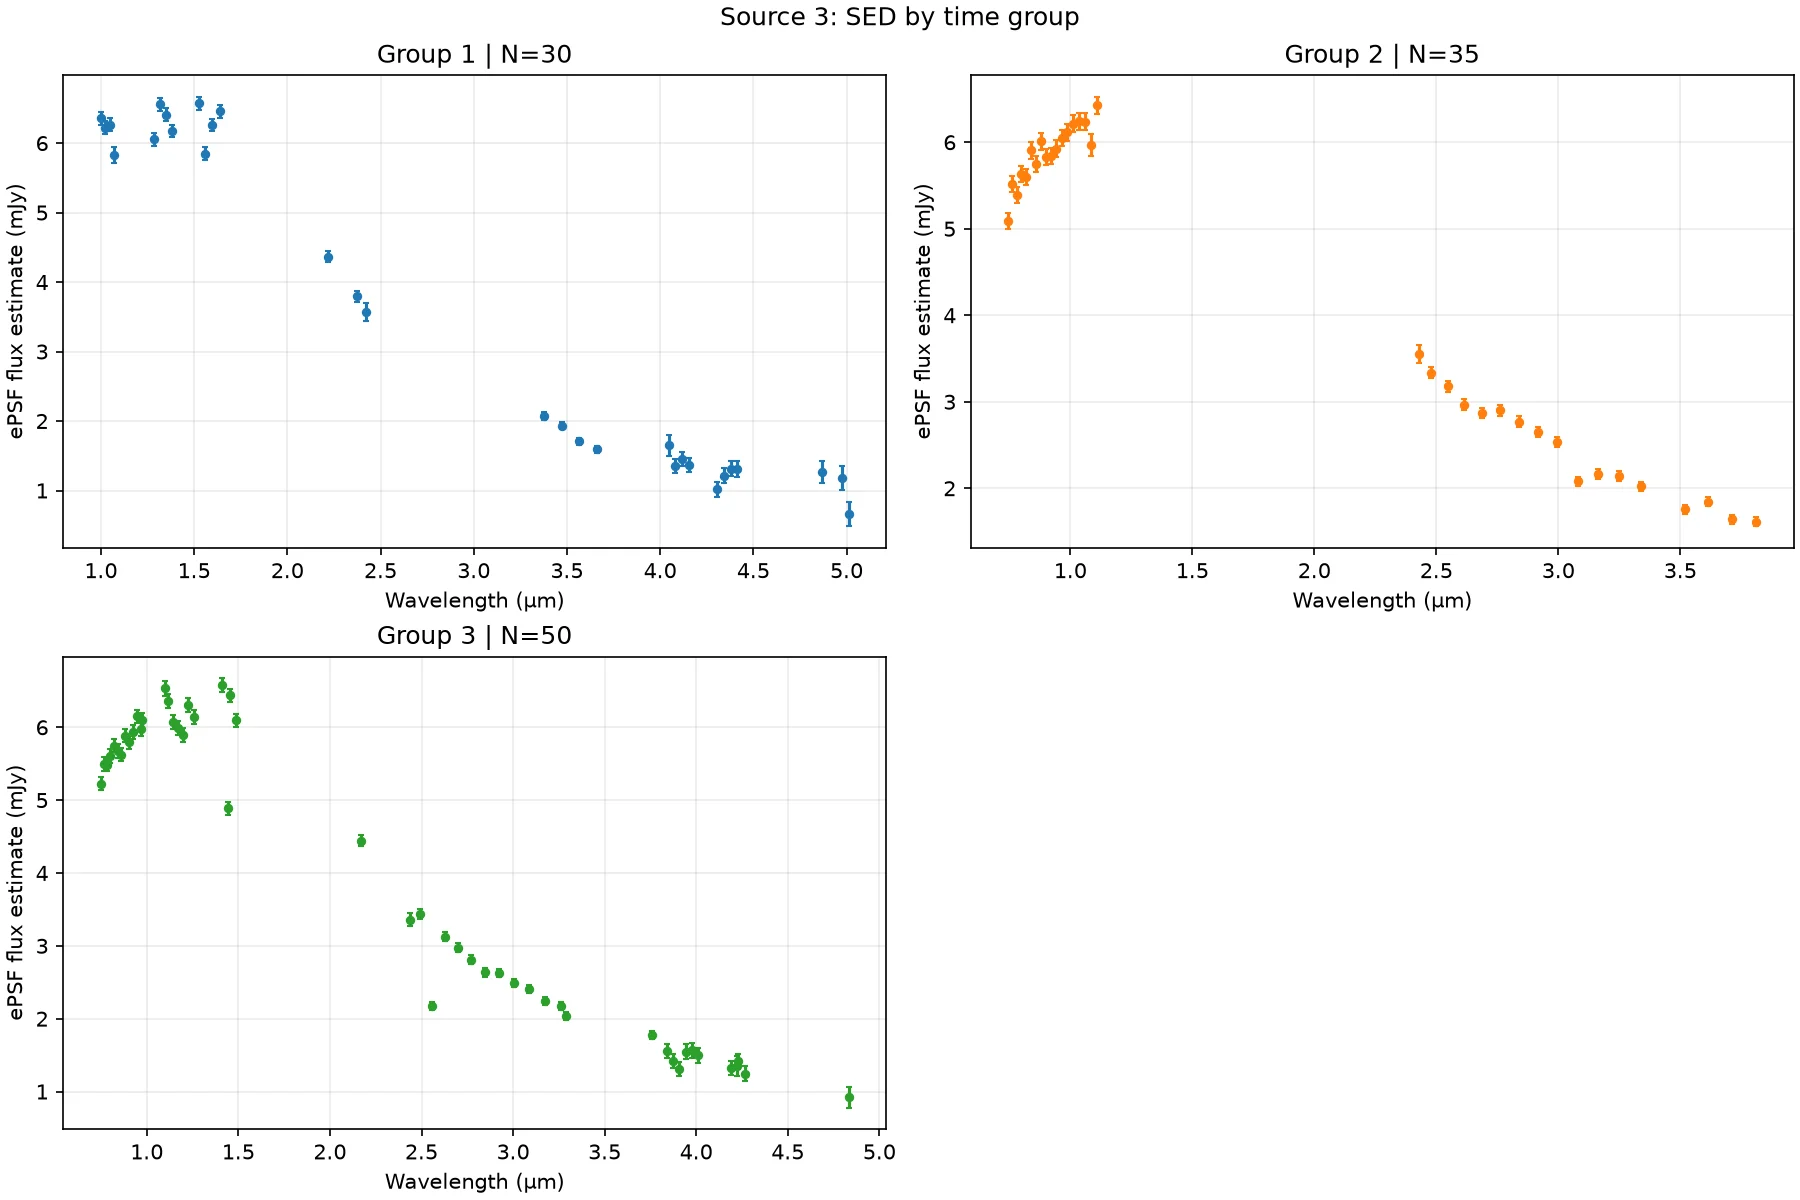 Source 3: SED by time group
Group 1 | N=30
ePSF flux estimate (mJy)
6
5
4
3
2
1
1.0 1.5 2.0 2.5 3.0 3.5 4.0 4.5 5.0
Wavelength (µm)
Group 2 | N=35
ePSF flux estimate (mJy)
6
5
4
3
2
1.0 1.5 2.0 2.5 3.0 3.5
Wavelength (µm)
Group 3 | N=50
ePSF flux estimate (mJy)
6
5
4
3
2
1
1.0 1.5 2.0 2.5 3.0 3.5 4.0 4.5 5.0
Wavelength (µm)